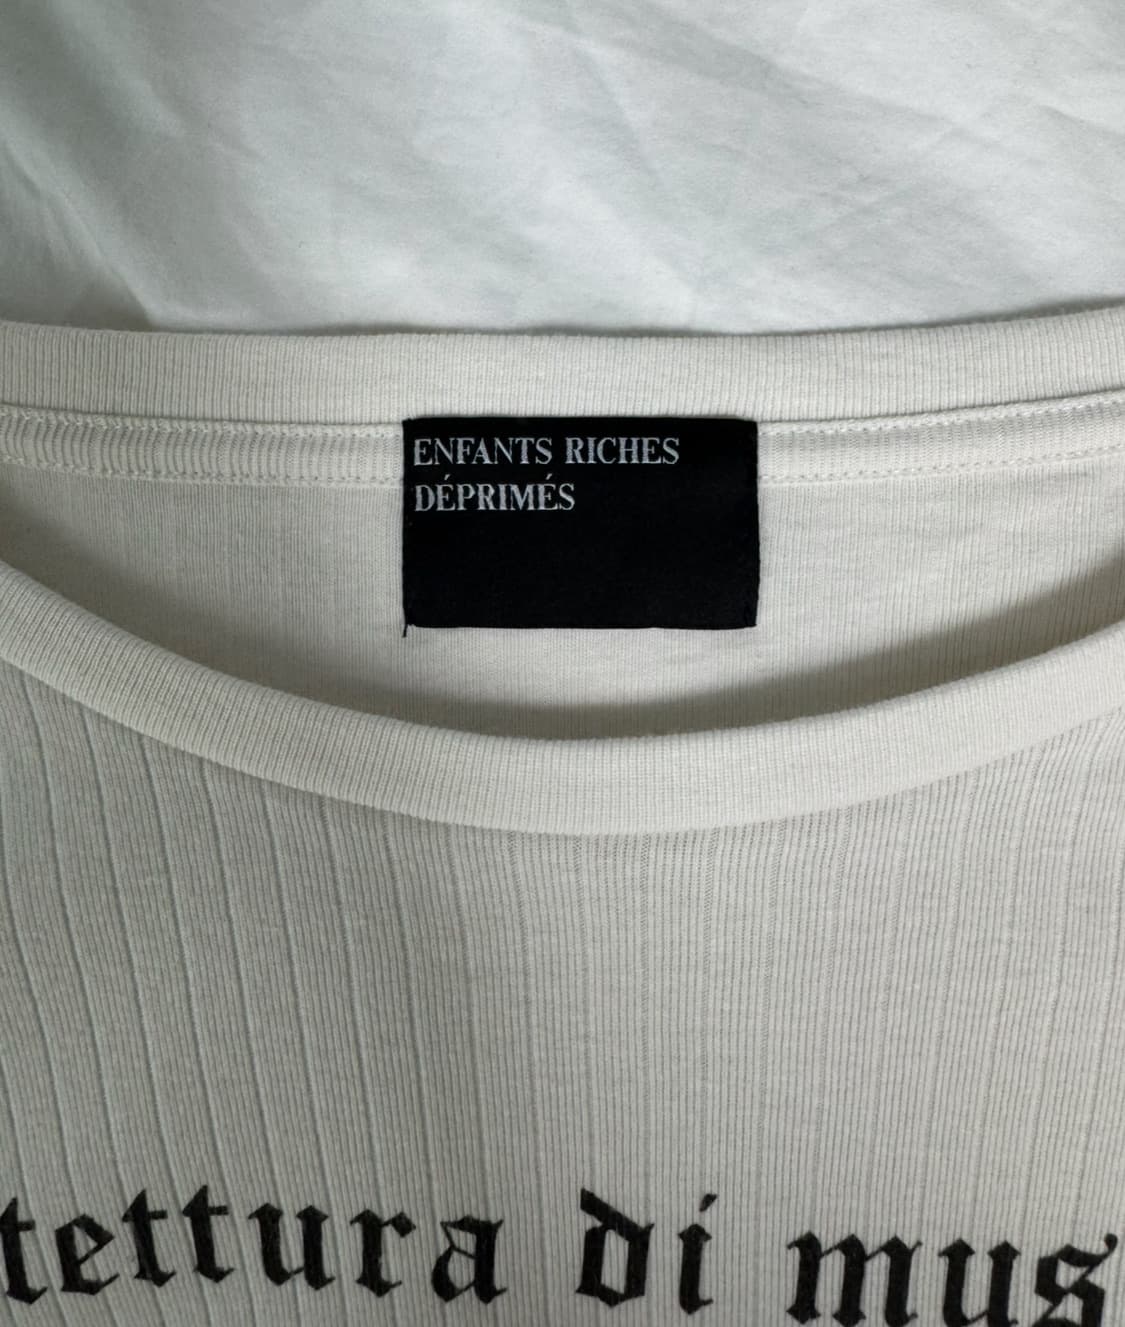 ENFANTS RICHES
DÉPRIMÉS
tettura di mus